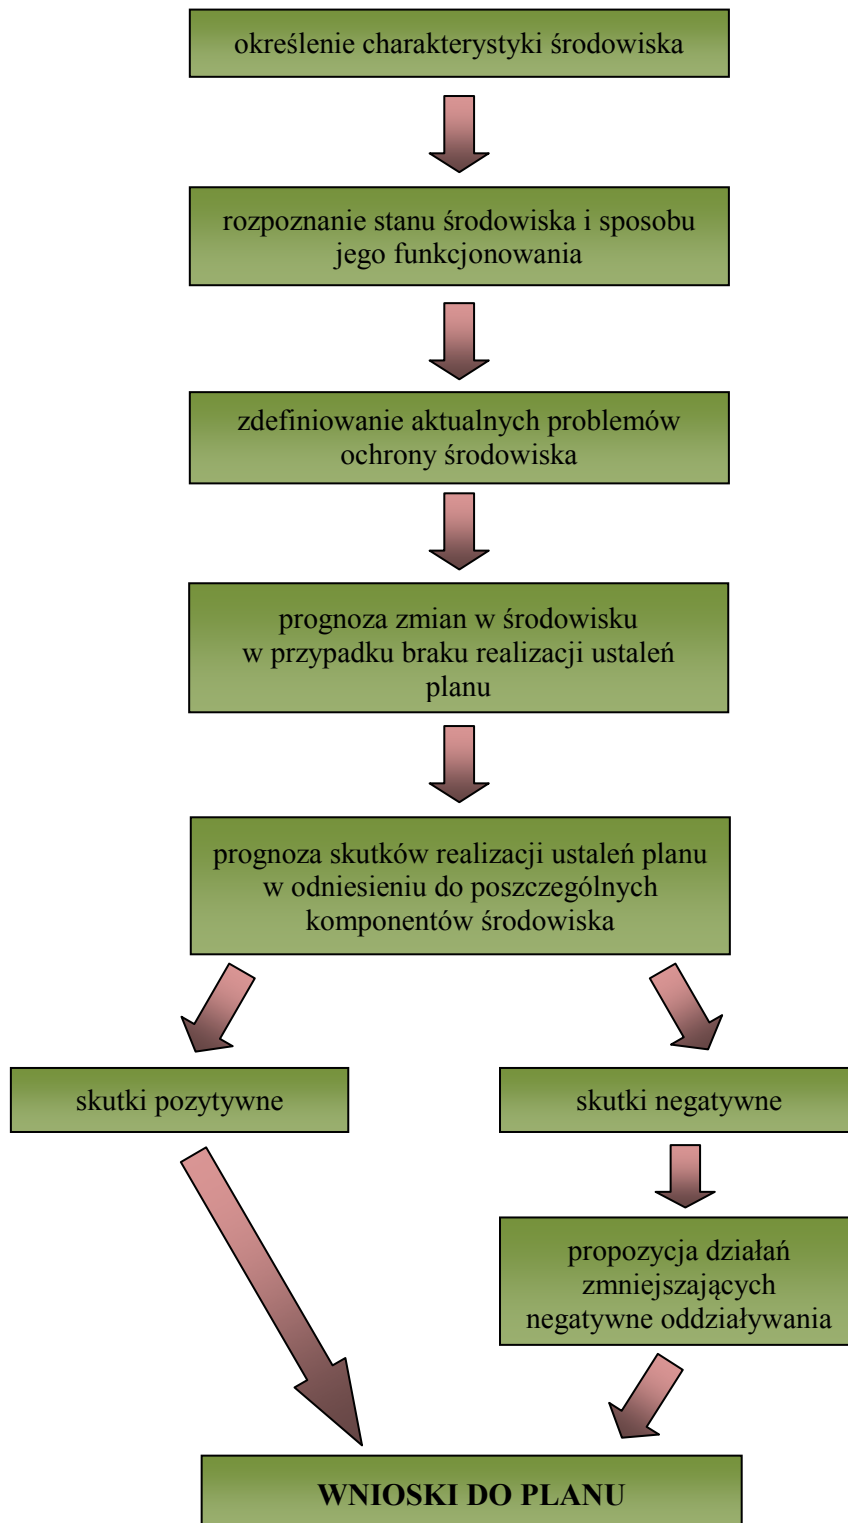 określenie charakterystyki środowiska
rozpoznanie stanu środowiska i sposobu
jego funkcjonowania
zdefiniowanie aktualnych problemów
ochrony środowiska
prognoza zmian w środowisku
w przypadku braku realizacji ustaleń
planu
prognoza skutków realizacji ustaleń planu
w odniesieniu do poszczególnych
komponentów środowiska
skutki pozytywne
skutki negatywne
propozycja działań
zmniejszających
negatywne oddziaływania
WNIOSKI DO PLANU